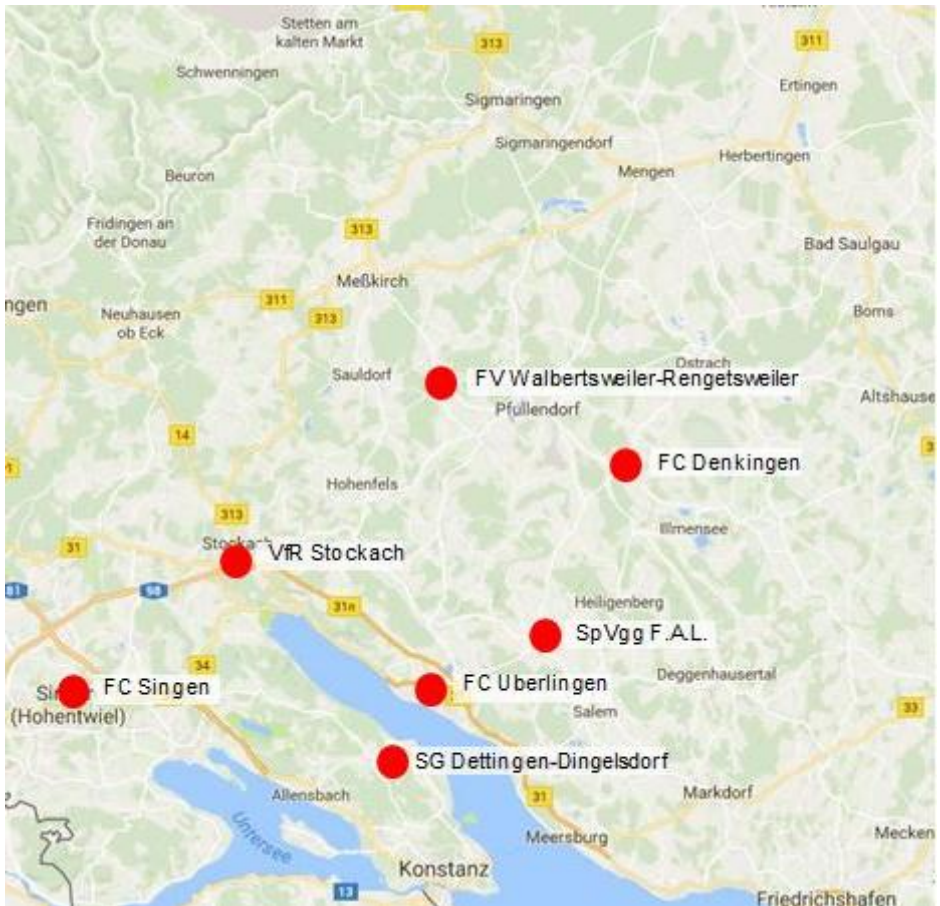 Stetten am
kalten Markt
313
311
Schwenningen
Ertingen
Sigmaringen
Sigmaringendorf
Herbertingen
Mengen
Beuron
Fridingen an
der Donau
313
Bad Saulgau
Meßkirch
311
ngen
Neuhausen
ob Eck
313
Boms
Ostrach
Sauldorf
FV Walbertsweiler-Rengetsweiler
Altshause
Pfullendorf
14
FC Denkingen
Hohenfels
313
Illmensee
31
VfR Stockach
98
81
31n
Heiligenberg
SpVgg F.A.L.
34
Deggenhausertal
FC Singen
FC Uberlingen
(Hohentwiel)
Salem
33
SG Dettingen-Dingelsdorf
Allensbach
31
Markdorf
Untersee
Meersburg
Mecken
Konstanz
13
Friedrichshafen